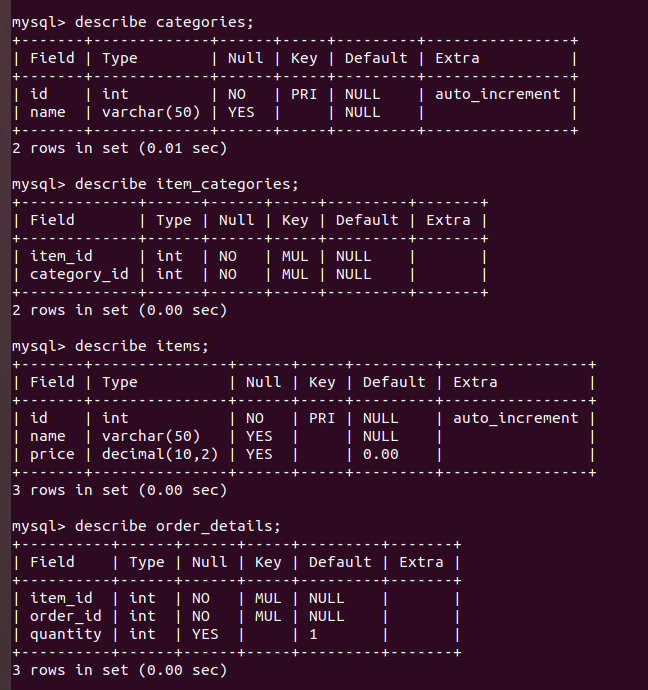 mysql> describe categories;
+-------+-------------+------+-----+---------+----------------+
| Field | Type        | Null | Key | Default | Extra          |
+-------+-------------+------+-----+---------+----------------+
| id    | int         | NO   | PRI | NULL    | auto_increment |
| name  | varchar(50) | YES  |     | NULL    |                |
+-------+-------------+------+-----+---------+----------------+
2 rows in set (0.01 sec)
mysql> describe item_categories;
+-------------+------+------+-----+---------+-------+
| Field       | Type | Null | Key | Default | Extra |
+-------------+------+------+-----+---------+-------+
| item_id     | int  | NO   | MUL | NULL    |       |
| category_id | int  | NO   | MUL | NULL    |       |
+-------------+------+------+-----+---------+-------+
2 rows in set (0.00 sec)
mysql> describe items;
+-------+---------------+------+-----+---------+----------------+
| Field | Type          | Null | Key | Default | Extra          |
+-------+---------------+------+-----+---------+----------------+
| id    | int           | NO   | PRI | NULL    | auto_increment |
| name  | varchar(50)   | YES  |     | NULL    |                |
| price | decimal(10,2) | YES  |     | 0.00    |                |
+-------+---------------+------+-----+---------+----------------+
3 rows in set (0.00 sec)
mysql> describe order_details;
+----------+------+------+-----+---------+-------+
| Field    | Type | Null | Key | Default | Extra |
+----------+------+------+-----+---------+-------+
| item_id  | int  | NO   | MUL | NULL    |       |
| order_id | int  | NO   | MUL | NULL    |       |
| quantity | int  | YES  |     | 1       |       |
+----------+------+------+-----+---------+-------+
3 rows in set (0.00 sec)